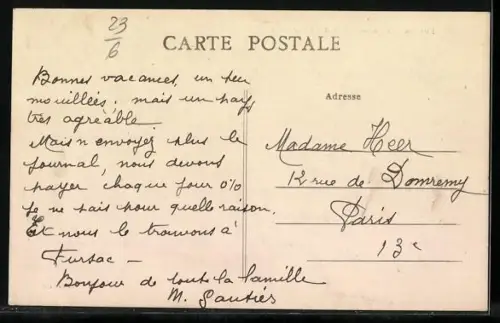 23/6
CARTE POSTALE
Bonnes vacances, un peu
mouillées, mais un pays
très agréable
Mais n'envoyez plus le
journal, nous devons
payer chaque jour 0%
je ne sais pour quelle raison.
Et nous le trouvons à
Fursac —
Bonjour de toute la famille
M. Gautier
Adresse
Madame Heer
12 rue de Domremy
Paris
13e